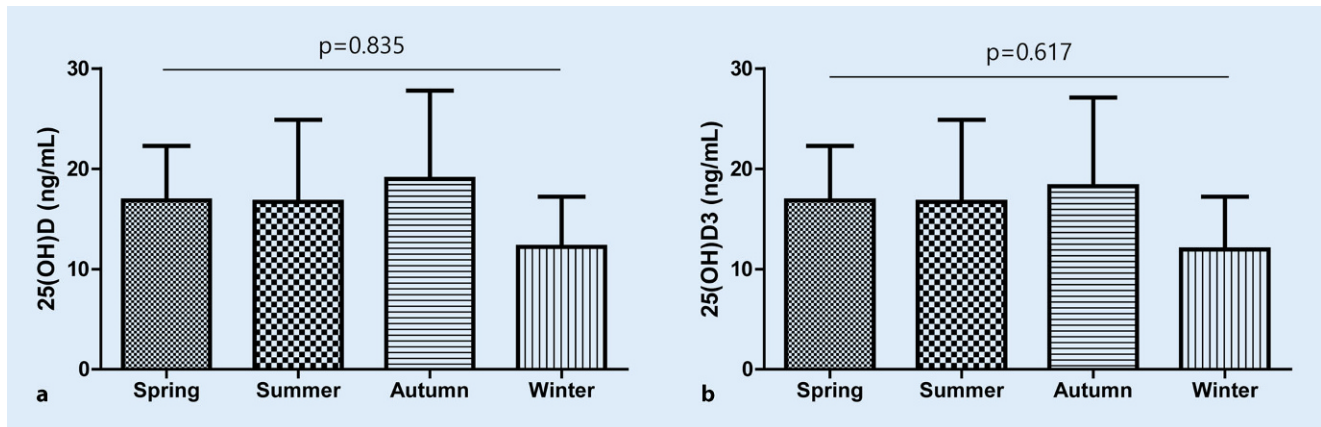 p=0.835
25(OH)D (ng/mL)
30
20
10
0
Spring Summer Autumn Winter
a
p=0.617
25(OH)D3 (ng/mL)
30
20
10
0
Spring Summer Autumn Winter
b